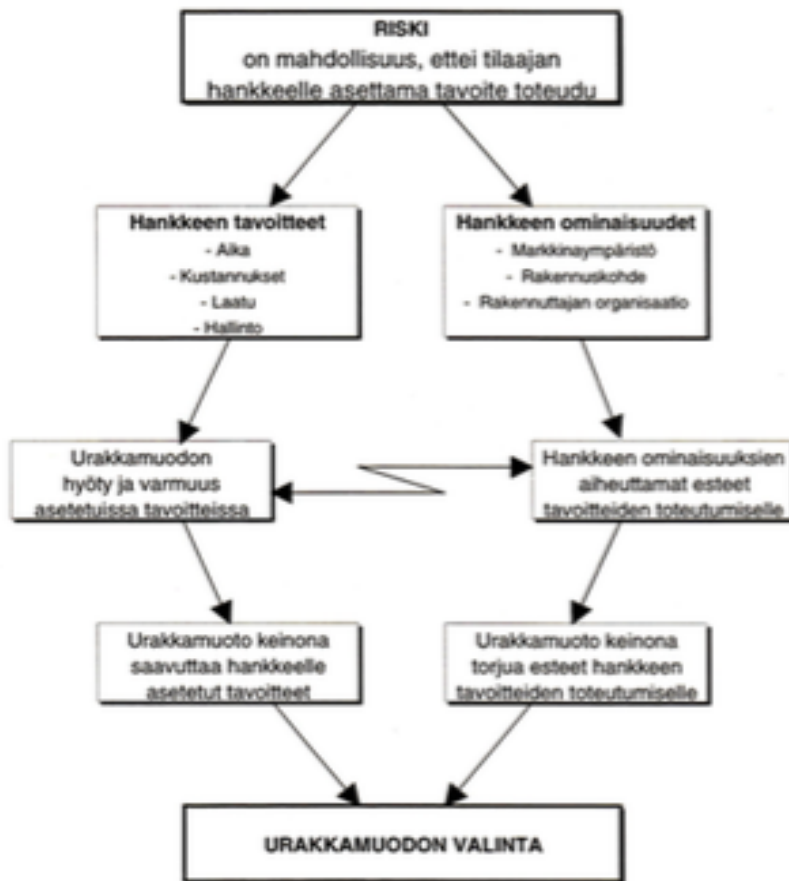 RISKI
on mahdollisuus, ettei tilaajan
hankkeelle asettama tavoite toteudu
Hankkeen tavoitteet
- Aika
- Kustannukset
- Laatu
- Hallinto
Hankkeen ominaisuudet
- Markkinaympäristö
- Rakennuskohde
- Rakennuttajan organisaatio
Urakkamuodon
hyöty ja varmuus
asetetuissa tavoitteissa
Hankkeen ominaisuuksien
aiheuttamat esteet
tavoitteiden toteutumiselle
Urakkamuoto keinona
saavuttaa hankkeelle
asetetut tavoitteet
Urakkamuoto keinona
torjua esteet hankkeen
tavoitteiden toteutumiselle
URAKKAMUODON VALINTA